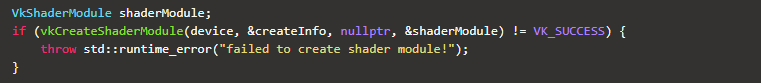 VkShaderModule shaderModule;
if (vkCreateShaderModule(device, &createInfo, nullptr, &shaderModule) != VK_SUCCESS) {
    throw std::runtime_error("failed to create shader module!");
}